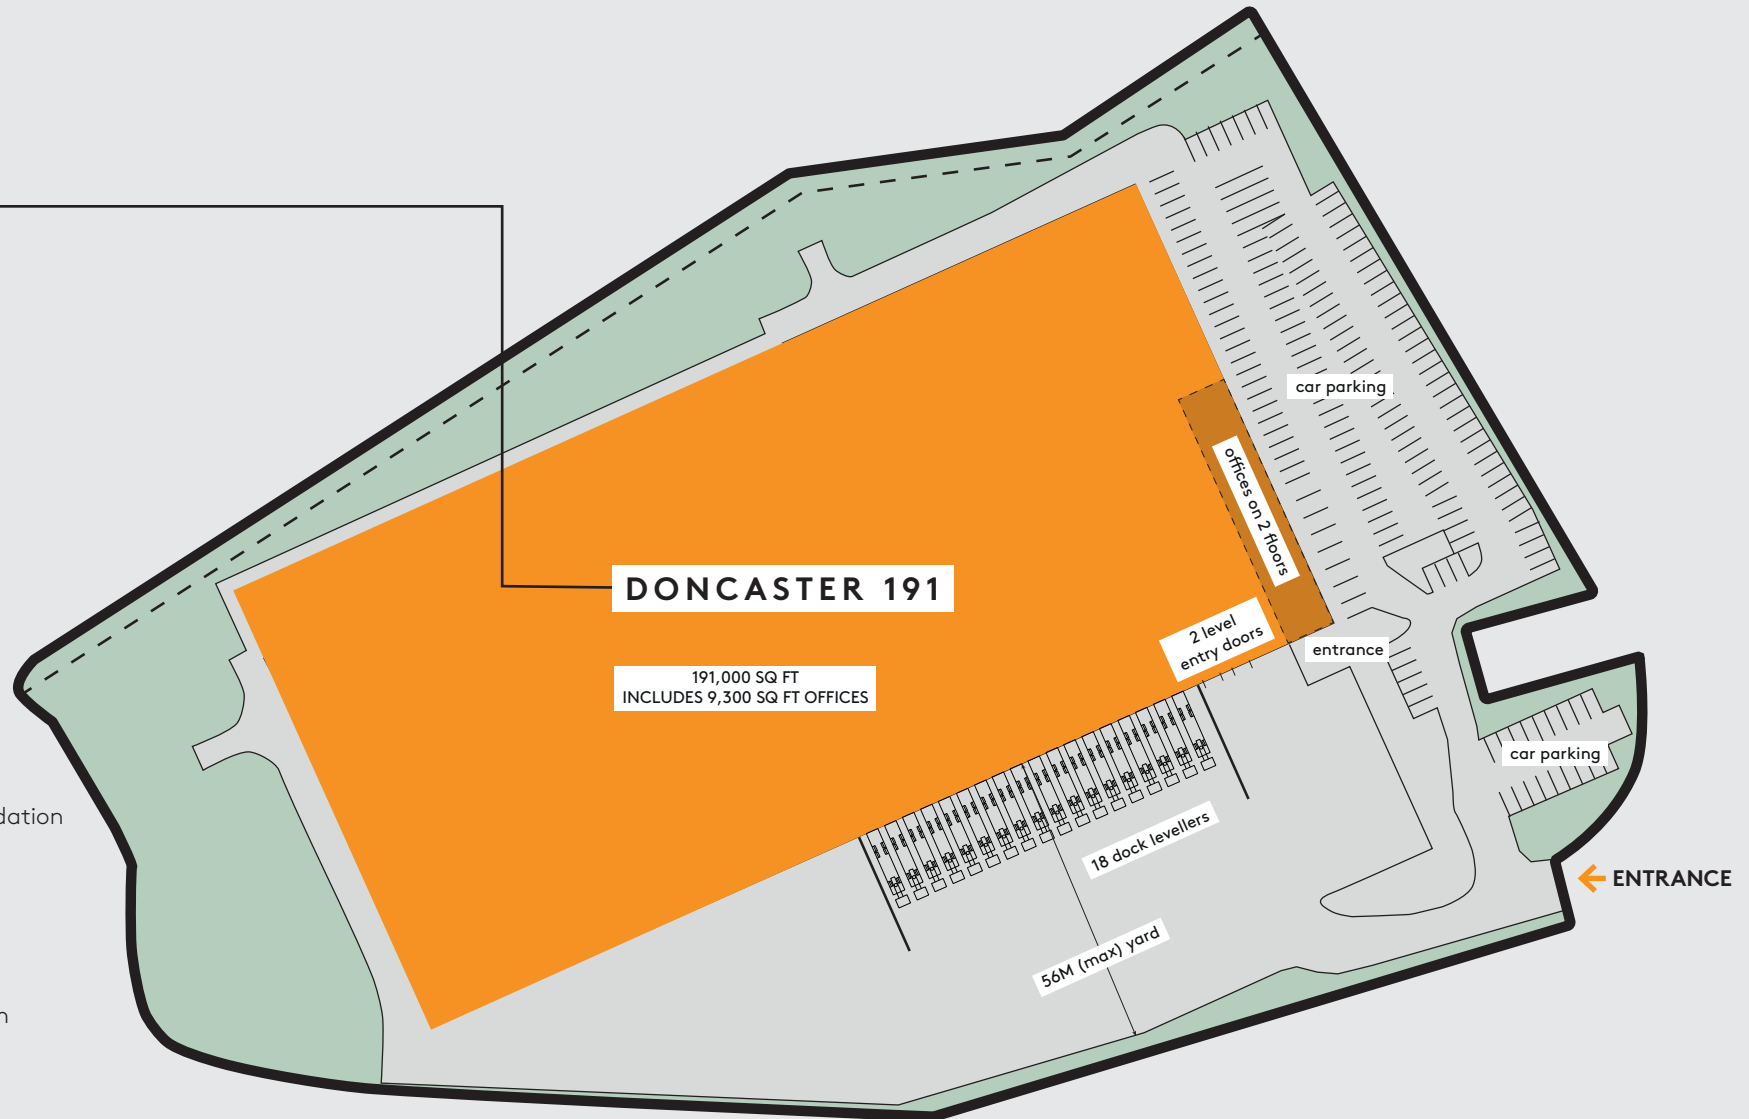 car parking
offices on 2 floors
DONCASTER 191
2 level
entry doors
entrance
191,000 SQ FT
INCLUDES 9,300 SQ FT OFFICES
car parking
dation
18 dock levellers
ENTRANCE
56M (max) yard
n